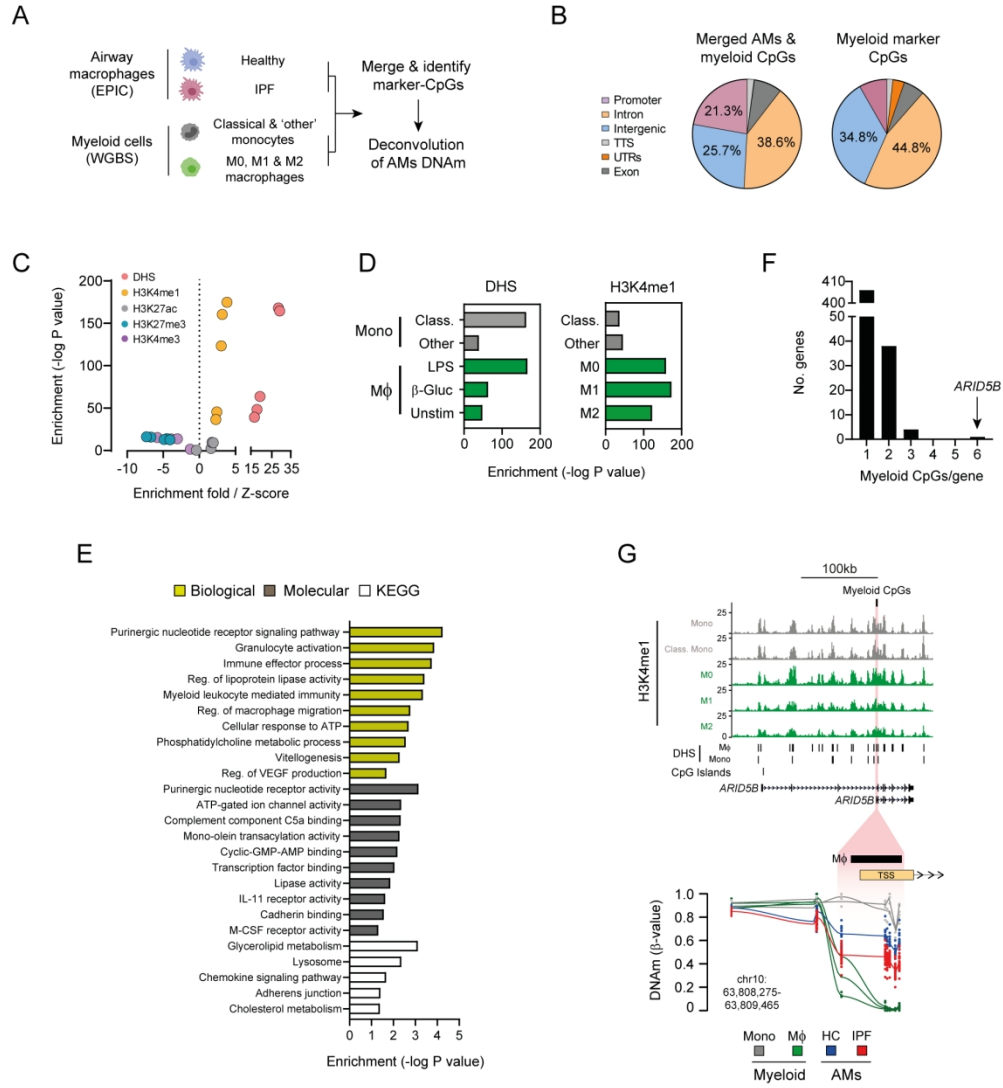 A
Airway
macrophages
(EPIC)
Healthy
IPF
Myeloid cells
(WGBS)
Classical & 'other'
monocytes
M0, M1 & M2
macrophages
Merge & identify
marker-CpGs
Deconvolution
of AMs DNAm
B
Merged AMs &
myeloid CpGs
Myeloid marker
CpGs
Promoter
Intron
Intergenic
TTS
UTRs
Exon
21.3%
25.7%
38.6%
34.8%
44.8%
C
DHS
H3K4me1
H3K27ac
H3K27me3
H3K4me3
Enrichment (-log P value)
200
150
100
50
0
-10 -5 0 5 15 25 35
Enrichment fold / Z-score
D
DHS
H3K4me1
Mono
Class.
Other
Mϕ
LPS
β-Gluc
Unstim
Class.
Other
M0
M1
M2
0 100 200
0 100 200
Enrichment (-log P value)
F
No. genes
410
400
50
40
30
20
10
0
ARID5B
1 2 3 4 5 6
Myeloid CpGs/gene
E
Biological
Molecular
KEGG
Purinergic nucleotide receptor signaling pathway
Granulocyte activation
Immune effector process
Reg. of lipoprotein lipase activity
Myeloid leukocyte mediated immunity
Reg. of macrophage migration
Cellular response to ATP
Phosphatidylcholine metabolic process
Vitellogenesis
Reg. of VEGF production
Purinergic nucleotide receptor activity
ATP-gated ion channel activity
Complement component C5a binding
Mono-olein transacylation activity
Cyclic-GMP-AMP binding
Transcription factor binding
Lipase activity
IL-11 receptor activity
Cadherin binding
M-CSF receptor activity
Glycerolipid metabolism
Lysosome
Chemokine signaling pathway
Adherens junction
Cholesterol metabolism
0 1 2 3 4 5
Enrichment (-log P value)
G
100kb
Myeloid CpGs
H3K4me1
25
Mono
25
Class. Mono
25
M0
25
M1
25
M2
0
DHS
Mϕ
Mono
CpG Islands
ARID5B
ARID5B
Mϕ
TSS
DNAm (β-value)
1.0
0.8
0.6
0.4
0.2
0
chr10:
63,808,275-
63,809,465
Mono Mϕ HC IPF
Myeloid AMs